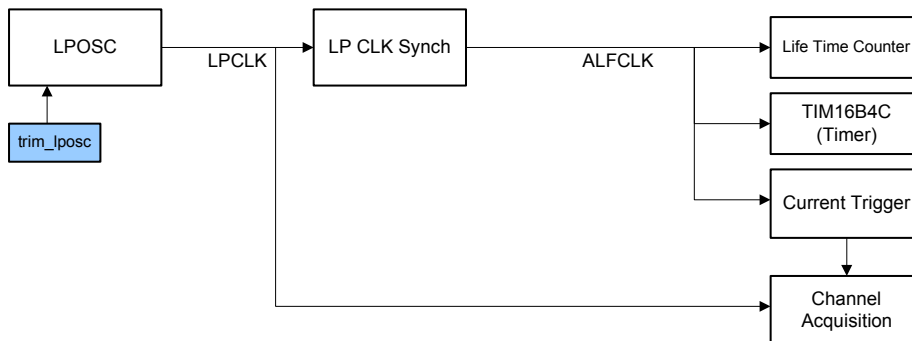 LPOSC
LPCLK
LP CLK Synch
ALFCLK
Life Time Counter
trim_lposc
TIM16B4C
(Timer)
Current Trigger
Channel
Acquisition